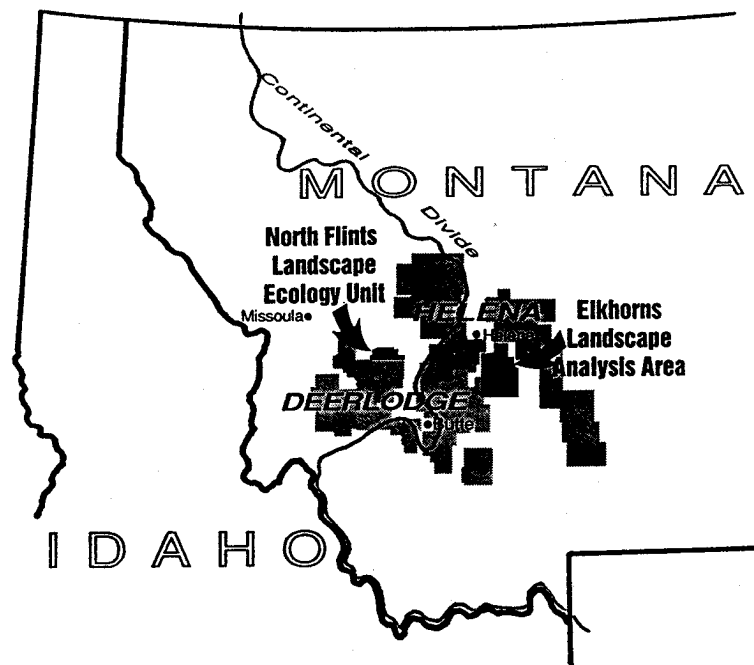 Continental
MONTANA
Divide
North Flints
Landscape
Ecology Unit
Missoula
HELENA
Helena
Elkhorns
Landscape
Analysis Area
DEERLODGE
Butte
IDAHO